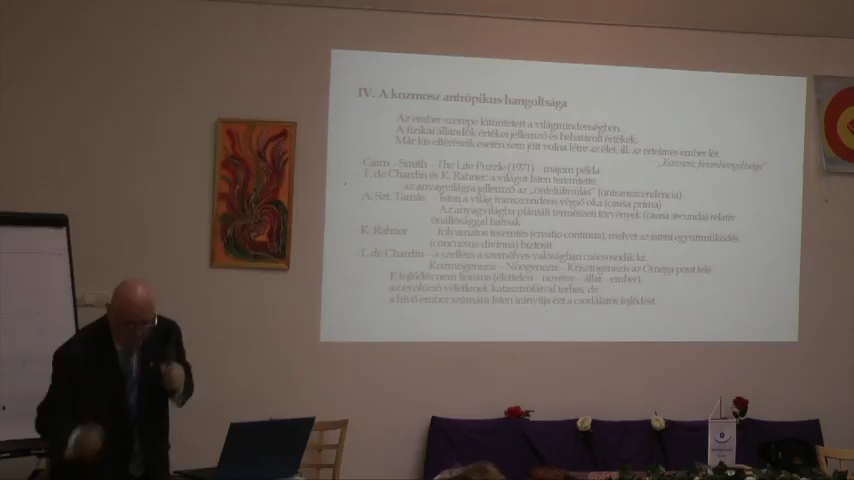 IV. A kozmosz antrópikus hangoltsága
Az ember szerepe kitüntetett a világmindenségben.
A fizikai állandók értékei jellemző és behatárolt értékek.
Már kis eltéréseik esetén sem jött volna létre az élet, ill. az értelmes ember lét.
„Kozmosz finomhangoltsága"
Cairn – Smith – The Life Puzzle (1971) – majom példa
T. de Chardin és K. Rahner: a világot Isten teremtette
az anyagvilágra jellemző az „önfelülmúlás" (öntranszcendencia)
A. Szt. Tamás – Isten a világ transzcendens végső oka (causa prima)
Az anyagvilágba plántált természeti törvények (causa secunda) relatív
önállósággal hatnak
K. Rahner folyamatos teremtés (creatio continua), melyet az isteni együttműködés
(concursus divinus) biztosít
T. de Chardin – a szellem a személyes valóságban csúcsosodik ki
Kozmogenezis – Noogenezis – Krisztogenezis az Omega pont felé
E fejlődés nem lineáris (élettelen – növény – állat – ember),
az evolúció véletlenek katasztrófáival terhes, de
a hívő ember számára Isten irányítja ezt a csodálatos fejlődést